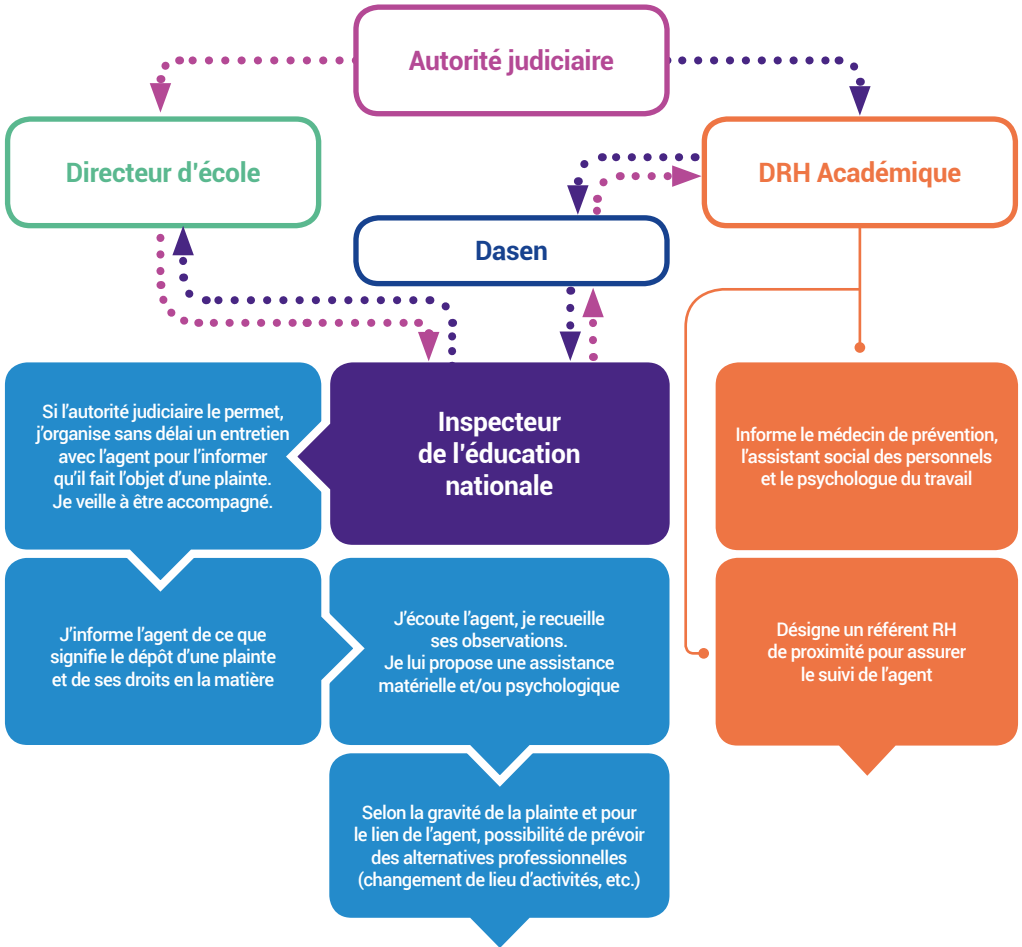 Autorité judiciaire
Directeur d'école
DRH Académique
Dasen
Inspecteur
de l'éducation
nationale
Si l'autorité judiciaire le permet,
j'organise sans délai un entretien
avec l'agent pour l'informer
qu'il fait l'objet d'une plainte.
Je veille à être accompagné.
J'informe l'agent de ce que
signifie le dépôt d'une plainte
et de ses droits en la matière
J'écoute l'agent, je recueille
ses observations.
Je lui propose une assistance
matérielle et/ou psychologique
Selon la gravité de la plainte et pour
le lien de l'agent, possibilité de prévoir
des alternatives professionnelles
(changement de lieu d'activités, etc.)
Informe le médecin de prévention,
l'assistant social des personnels
et le psychologue du travail
Désigne un référent RH
de proximité pour assurer
le suivi de l'agent